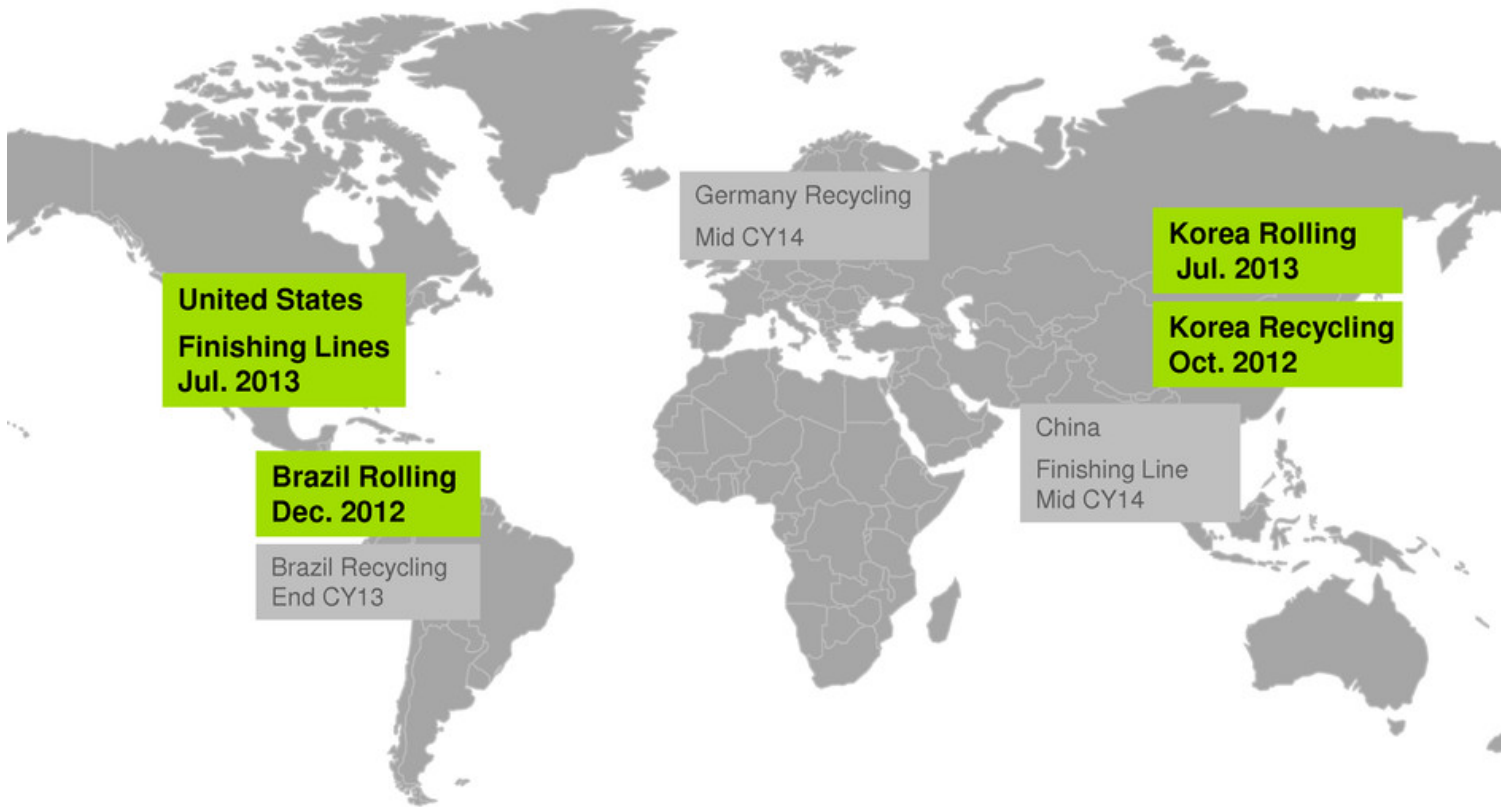 Germany Recycling
Mid CY14
Korea Rolling
Jul. 2013
United States
Finishing Lines
Jul. 2013
Korea Recycling
Oct. 2012
China
Finishing Line
Mid CY14
Brazil Rolling
Dec. 2012
Brazil Recycling
End CY13